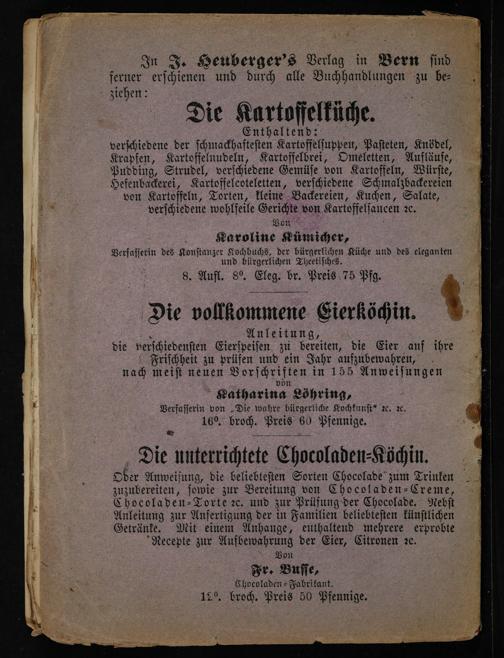 In J. Heuberger's Verlag in Bern sind
ferner erschienen und durch alle Buchhandlungen zu be-
ziehen:
Die Kartoffelküche.
Enthaltend:
verschiedene der schmackhaftesten Kartoffelsuppen, Pasteten, Knödel,
Krapfen, Kartoffelnudeln, Kartoffelbrei, Omeletten, Aufläufe,
Pudding, Strudel, verschiedene Gemüse von Kartoffeln, Würste,
Hefenbackerei, Kartoffelcoteletten, verschiedene Schmalzbackereien
von Kartoffeln, Torten, kleine Backereien, Kuchen, Salate,
verschiedene wohlfeile Gerichte von Kartoffelsaucen ꝛc.
Von
Karoline Kümicher,
Verfasserin des Konstanzer Kochbuchs, der bürgerlichen Küche und des eleganten
und bürgerlichen Theetisches.
8. Aufl. 8⁰. Eleg. br. Preis 75 Pfg.
Die vollkommene Eierköchin.
Anleitung,
die verschiedensten Eierspeisen zu bereiten, die Eier auf ihre
Frischheit zu prüfen und ein Jahr aufzubewahren,
nach meist neuen Vorschriften in 155 Anweisungen
von
Katharina Löhring,
Verfasserin von „Die wahre bürgerliche Kochkunst“ ꝛc. ꝛc.
16⁰. broch. Preis 60 Pfennige.
Die unterrichtete Chocoladen-Köchin.
Oder Anweisung, die beliebtesten Sorten Chocolade zum Trinken
zuzubereiten, sowie zur Bereitung von Chocoladen-Creme,
Chocoladen-Torte ꝛc. und zur Prüfung der Chocolade. Nebst
Anleitung zur Anfertigung der in Familien beliebtesten künstlichen
Getränke. Mit einem Anhange, enthaltend mehrere erprobte
Recepte zur Aufbewahrung der Eier, Citronen ꝛc.
Von
Fr. Busse,
Chocoladen-Fabrikant.
12⁰. broch. Preis 50 Pfennige.